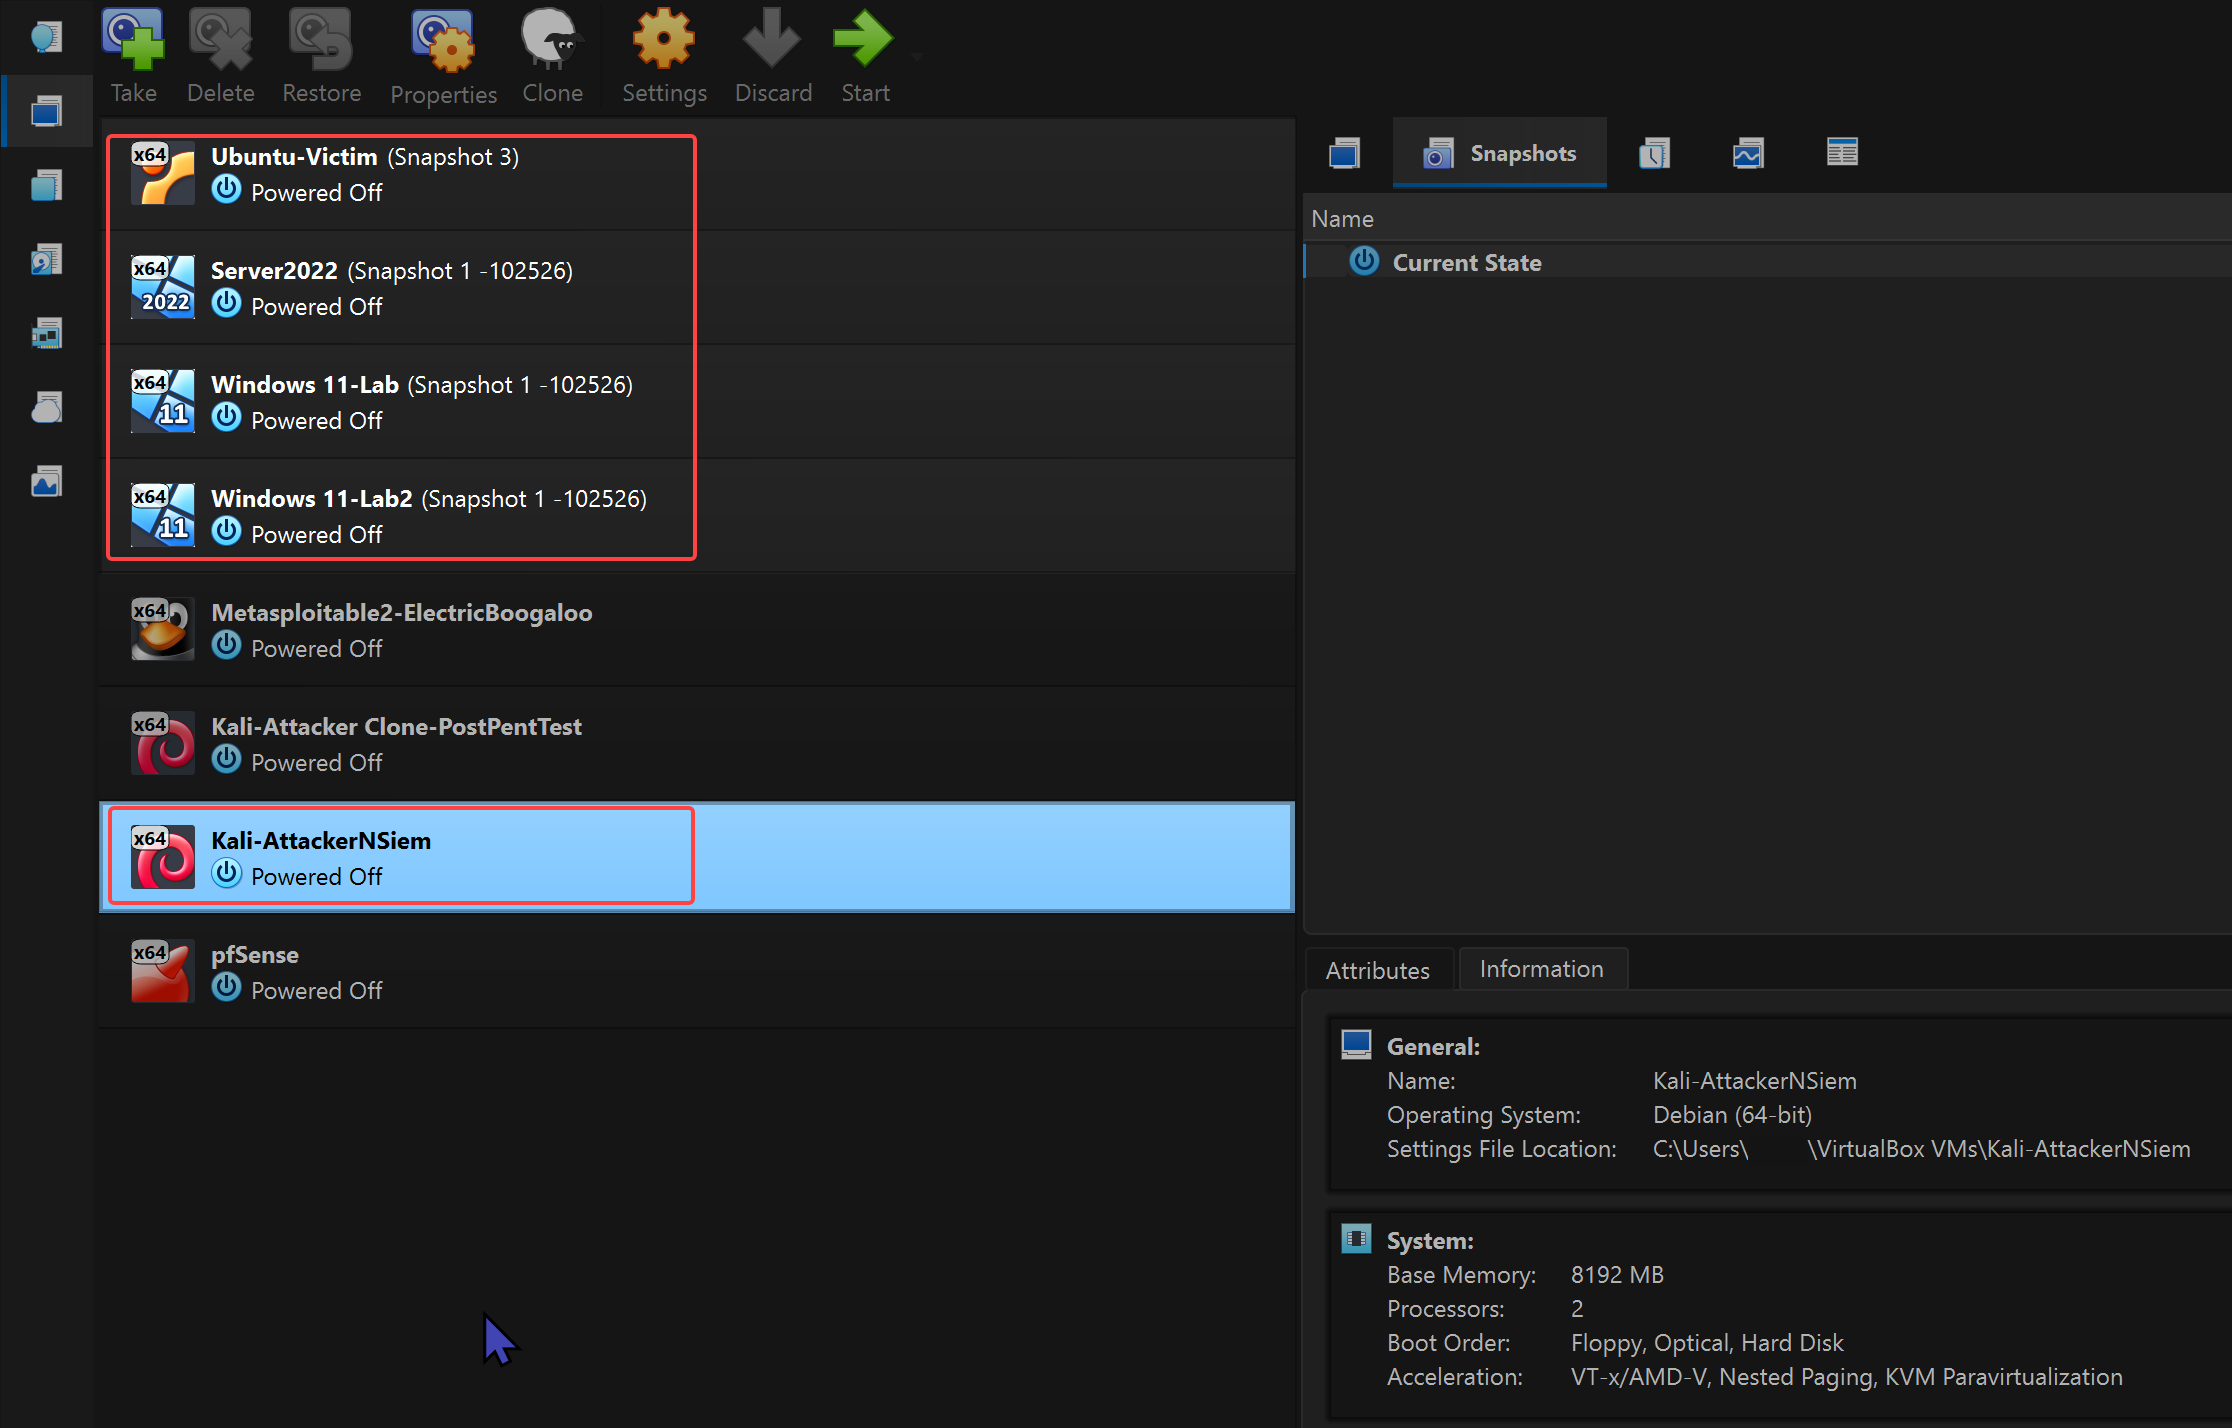 Take Delete Restore Properties Clone Settings Discard Start
x64 Ubuntu-Victim (Snapshot 3)
Powered Off
x64 Server2022 (Snapshot 1 -102526)
2022 Powered Off
x64 Windows 11-Lab (Snapshot 1 -102526)
11 Powered Off
x64 Windows 11-Lab2 (Snapshot 1 -102526)
11 Powered Off
x64 Metasploitable2-ElectricBoogaloo
Powered Off
x64 Kali-Attacker Clone-PostPentTest
Powered Off
x64 Kali-AttackerNSiem
Powered Off
x64 pfSense
Powered Off
Snapshots
Name
Current State
Attributes Information
General:
Name: Kali-AttackerNSiem
Operating System: Debian (64-bit)
Settings File Location: C:\Users\ \VirtualBox VMs\Kali-AttackerNSiem
System:
Base Memory: 8192 MB
Processors: 2
Boot Order: Floppy, Optical, Hard Disk
Acceleration: VT-x/AMD-V, Nested Paging, KVM Paravirtualization